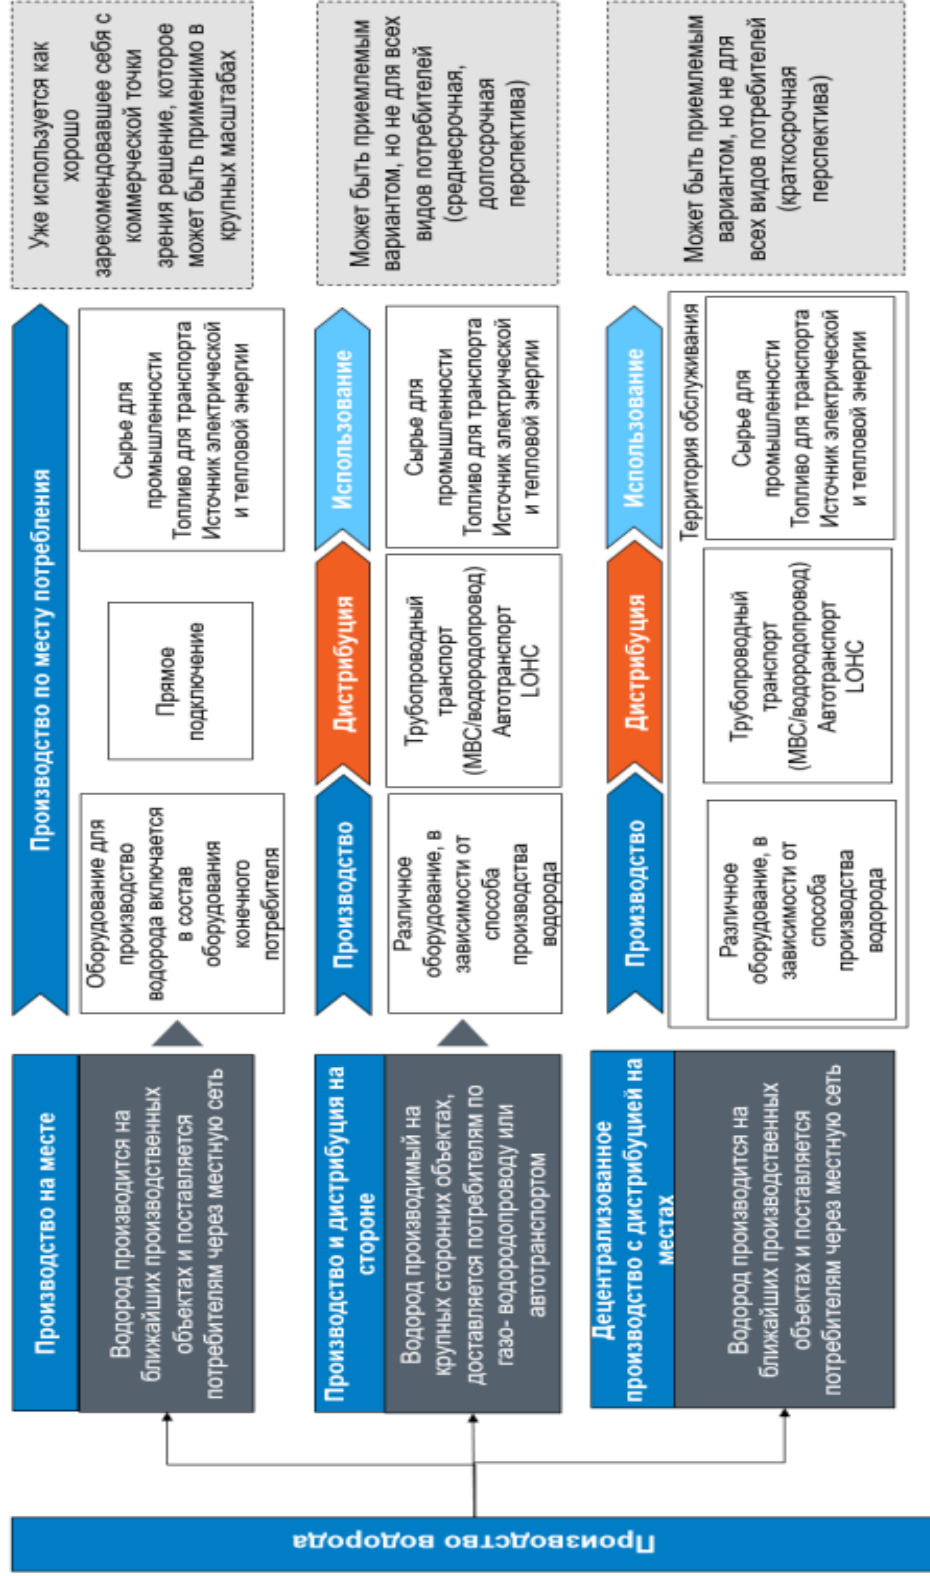 Производство водорода
Производство на месте
Водород производится на
ближайших производственных
объектах и поставляется
потребителям через местную сеть
Производство по месту потребления
Оборудование для
производство
водорода включается
в состав
оборудования
конечного
потребителя
Прямое
подключение
Сырье для
промышленности
Топливо для транспорта
Источник электрической
и тепловой энергии
Уже используется как
хорошо
зарекомендовавшее себя с
коммерческой точки
зрения решение, которое
может быть применимо в
крупных масштабах
Производство и дистрибуция на
стороне
Водород производимый на
крупных сторонних объектах,
доставляется потребителям по
газо- водородопроводу или
автотранспортом
Производство
Различное
оборудование, в
зависимости от
способа
производства
водорода
Дистрибуция
Трубопроводный
транспорт
(МВС/водородопровод)
Автотранспорт
LOHC
Использование
Сырье для
промышленности
Топливо для транспорта
Источник электрической
и тепловой энергии
Может быть приемлемым
вариантом, но не для всех
видов потребителей
(среднесрочная,
долгосрочная
перспектива)
Децентрализованное
производство с дистрибуцией на
местах
Водород производится на
ближайших производственных
объектах и поставляется
потребителям через местную сеть
Производство
Различное
оборудование, в
зависимости от
способа
производства
водорода
Дистрибуция
Трубопроводный
транспорт
(МВС/водородопровод)
Автотранспорт
LOHC
Использование
Территория обслуживания
Сырье для
промышленности
Топливо для транспорта
Источник электрической
и тепловой энергии
Может быть приемлемым
вариантом, но не для
всех видов потребителей
(краткосрочная
перспектива)